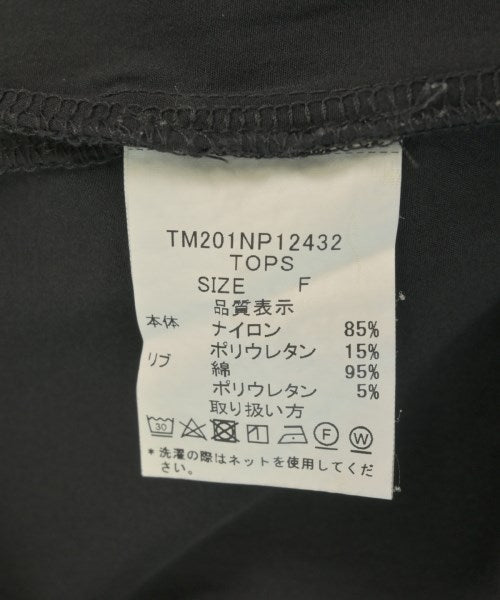 TM201NP12432
TOPS
SIZE F
品質表示
本体 ナイロン 85%
ポリウレタン 15%
リブ 綿 95%
ポリウレタン 5%
取り扱い方
30 F W
*洗濯の際はネットを使用してくだ
さい。